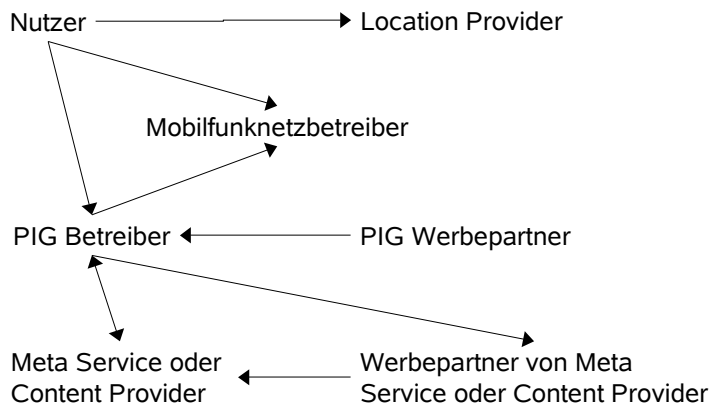 Nutzer
Location Provider
Mobilfunknetzbetreiber
PIG Betreiber
PIG Werbepartner
Meta Service oder
Content Provider
Werbepartner von Meta
Service oder Content Provider